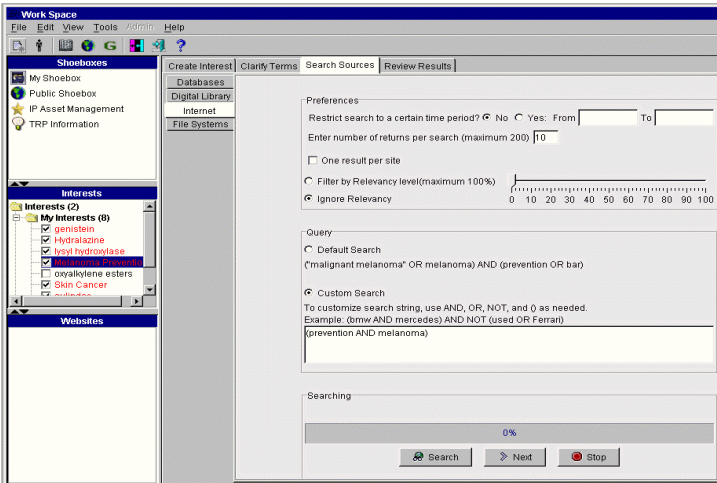 Work Space
File Edit View Tools Admin Help
G ?
Shoeboxes
My Shoebox
Public Shoebox
IP Asset Management
TRP Information
Interests
Interests (2)
My Interests (8)
genistein
Hydralazine
lysyl hydroxylase
Melanoma Preventio
oxyalkylene esters
Skin Cancer
Websites
Create Interest Clarify Terms Search Sources Review Results
Databases
Digital Library
Internet
File Systems
Preferences
Restrict search to a certain time period? No Yes: From To
Enter number of returns per search (maximum 200) 10
One result per site
Filter by Relevancy level(maximum 100%)
Ignore Relevancy
0 10 20 30 40 50 60 70 80 90 100
Query
Default Search
("malignant melanoma" OR melanoma) AND (prevention OR bar)
Custom Search
To customize search string, use AND, OR, NOT, and () as needed.
Example: (bmw AND mercedes) AND NOT (used OR Ferrari)
(prevention AND melanoma)
Searching
0%
Search Next Stop